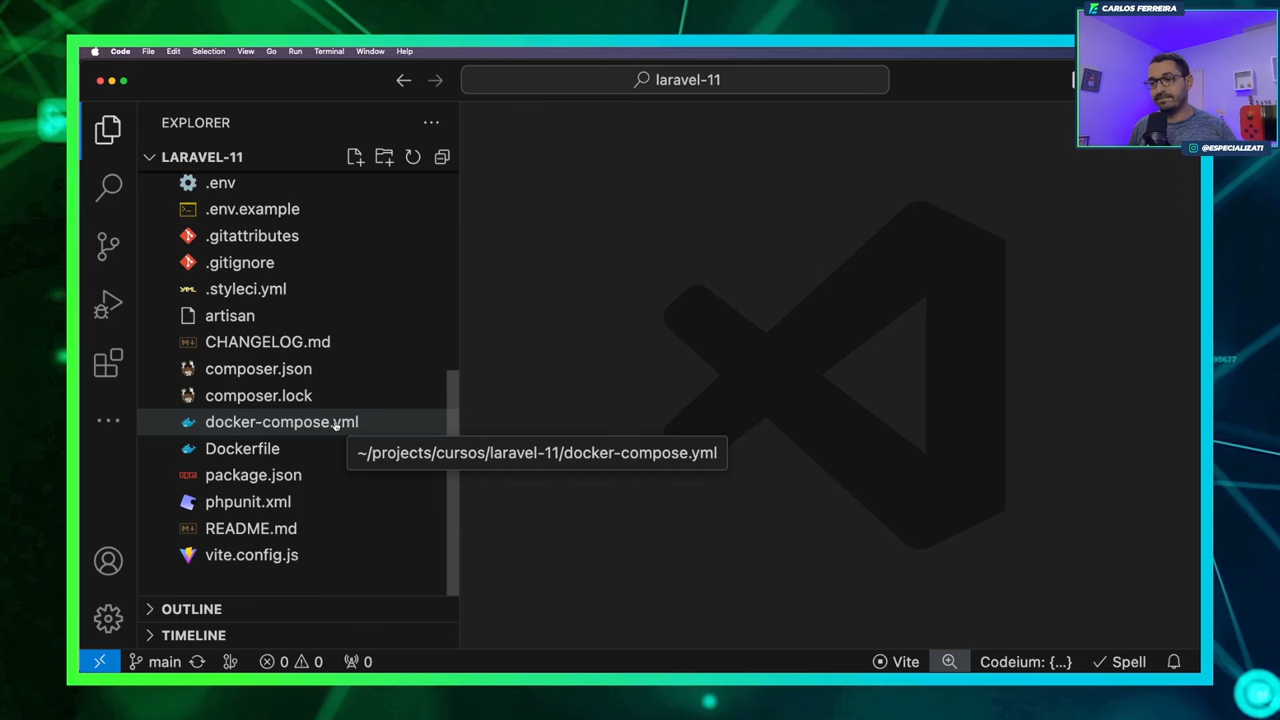 CARLOS FERREIRA
@ESPECIALIZATI
Code File Edit Selection View Go Run Terminal Window Help
laravel-11
EXPLORER
LARAVEL-11
.env
.env.example
.gitattributes
.gitignore
.styleci.yml
artisan
CHANGELOG.md
composer.json
composer.lock
docker-compose.yml
Dockerfile
~/projects/cursos/laravel-11/docker-compose.yml
package.json
phpunit.xml
README.md
vite.config.js
OUTLINE
TIMELINE
main 0 0 0 Vite Codeium: {...} Spell
95677